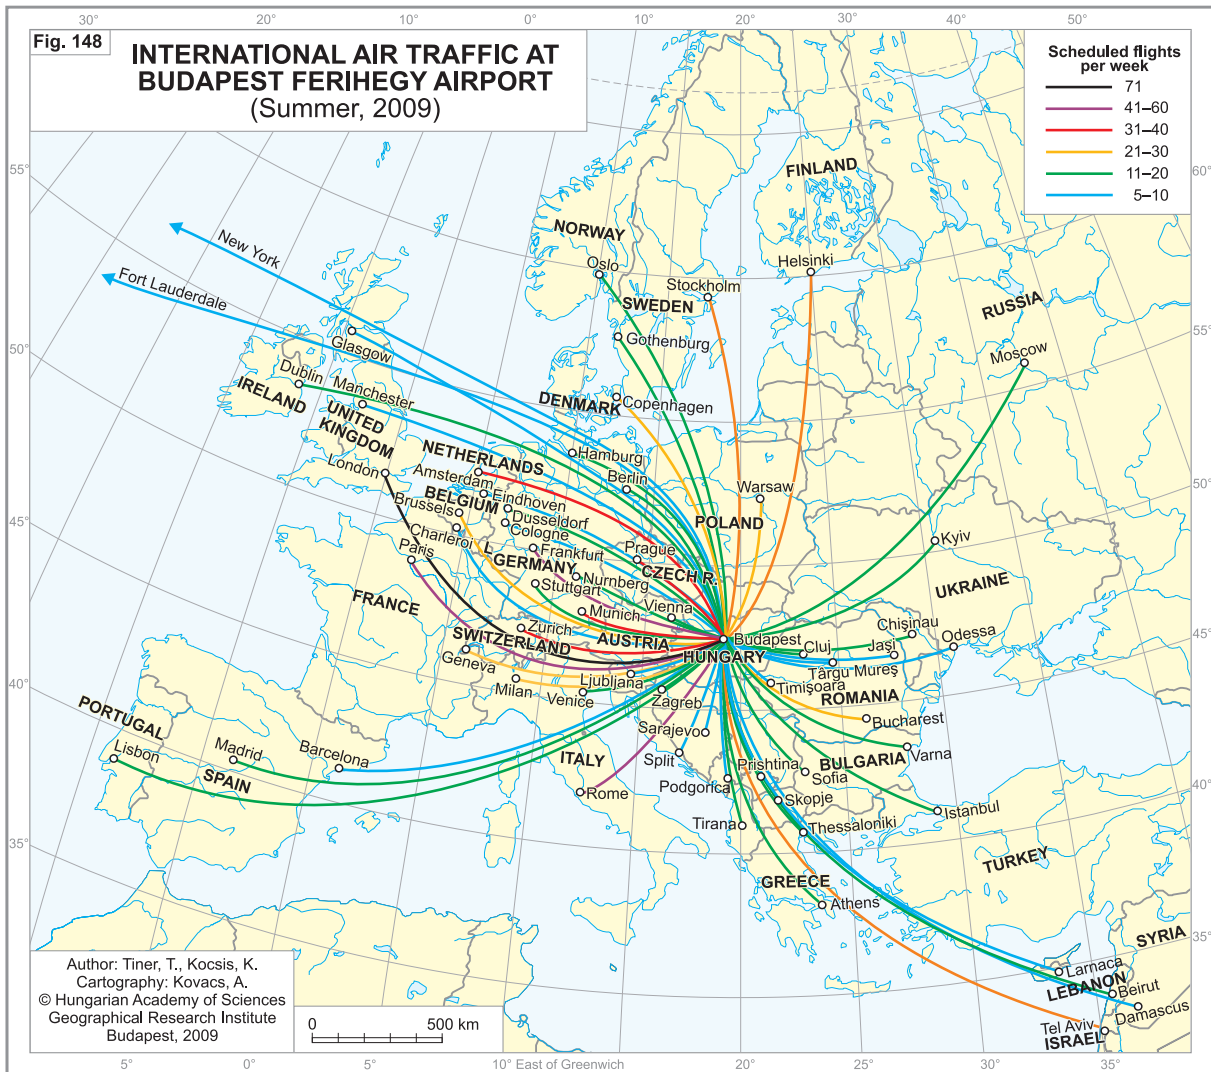 30°
20°
10°
0°
10°
20°
30°
40°
50°
Fig. 148
INTERNATIONAL AIR TRAFFIC AT
BUDAPEST FERIHEGY AIRPORT
(Summer, 2009)
Scheduled flights
per week
71
41–60
31–40
21–30
11–20
5–10
55°
50°
45°
40°
35°
60°
55°
50°
45°
40°
35°
FINLAND
NORWAY
New York
Oslo
Helsinki
Fort Lauderdale
Stockholm
SWEDEN
RUSSIA
Glasgow
Gothenburg
Moscow
Dublin
Manchester
IRELAND
UNITED
KINGDOM
DENMARK
Copenhagen
London
NETHERLANDS
Hamburg
Amsterdam
Berlin
Warsaw
BELGIUM
Eindhoven
Brussels
Dusseldorf
POLAND
Charleroi
Cologne
Kyiv
Paris
L.
Frankfurt
Prague
GERMANY
CZECH R.
Nürnberg
UKRAINE
Stuttgart
FRANCE
Munich
Vienna
Zurich
Chişinau
SWITZERLAND
AUSTRIA
Budapest
Cluj
Jaşi
Odessa
Geneva
HUNGARY
Târgu Mureş
Milan
Ljubljana
Timişoara
Venice
Zagreb
ROMANIA
PORTUGAL
Bucharest
Lisbon
Madrid
Barcelona
Sarajevo
SPAIN
ITALY
Split
Prishtina
BULGARIA
Varna
Podgorica
Sofia
Rome
Skopje
Istanbul
Tirana
Thessaloniki
TURKEY
GREECE
Athens
SYRIA
Larnaca
LEBANON
Beirut
Damascus
Tel Aviv
ISRAEL
Author: Tiner, T., Kocsis, K.
Cartography: Kovacs, A.
© Hungarian Academy of Sciences
Geographical Research Institute
Budapest, 2009
0
500 km
5°
0°
5°
10° East of Greenwich
20°
25°
30°
35°